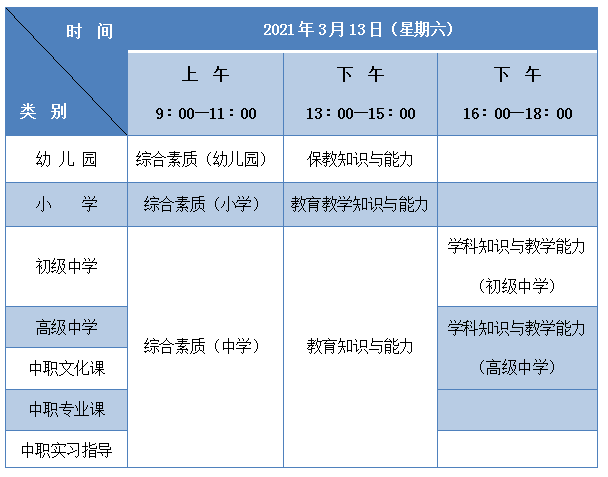 时 间
2021年3月13日（星期六）
类 别
上 午
9：00—11：00
下 午
13：00—15：00
下 午
16：00—18：00
幼 儿 园
综合素质（幼儿园）
保教知识与能力
小 学
综合素质（小学）
教育教学知识与能力
初级中学
综合素质（中学）
教育知识与能力
学科知识与教学能力
（初级中学）
高级中学
学科知识与教学能力
（高级中学）
中职文化课
中职专业课
中职实习指导